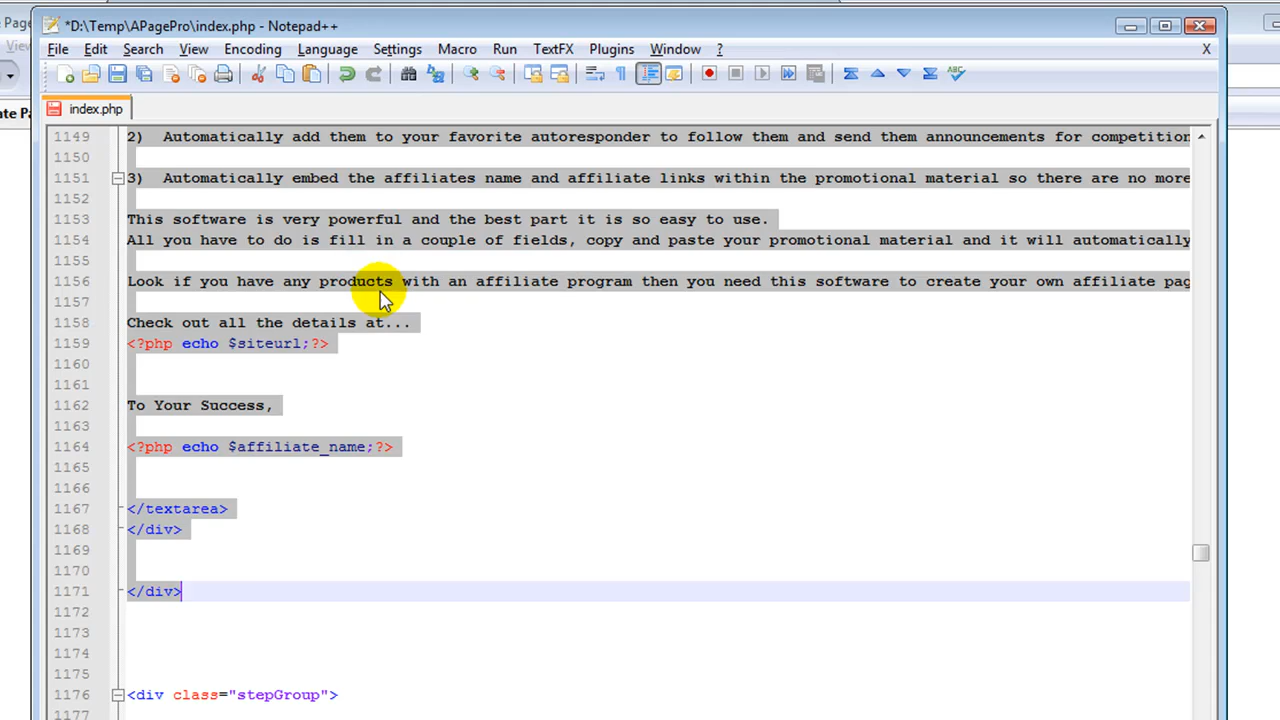 e Page
*D:\Temp\APagePro\index.php - Notepad++
Vie
File Edit Search View Encoding Language Settings Macro Run TextFX Plugins Window ? X
ate Pa
index.php
1149 2) Automatically add them to your favorite autoresponder to follow them and send them announcements for competition
1150
1151 3) Automatically embed the affiliates name and affiliate links within the promotional material so there are no more
1152
1153 This software is very powerful and the best part it is so easy to use.
1154 All you have to do is fill in a couple of fields, copy and paste your promotional material and it will automatically
1155
1156 Look if you have any products with an affiliate program then you need this software to create your own affiliate pag
1157
1158 Check out all the details at...
1159 <?php echo $siteurl;?>
1160
1161
1162 To Your Success,
1163
1164 <?php echo $affiliate_name;?>
1165
1166
1167 </textarea>
1168 </div>
1169
1170
1171 </div>
1172
1173
1174
1175
1176 <div class="stepGroup">
1177